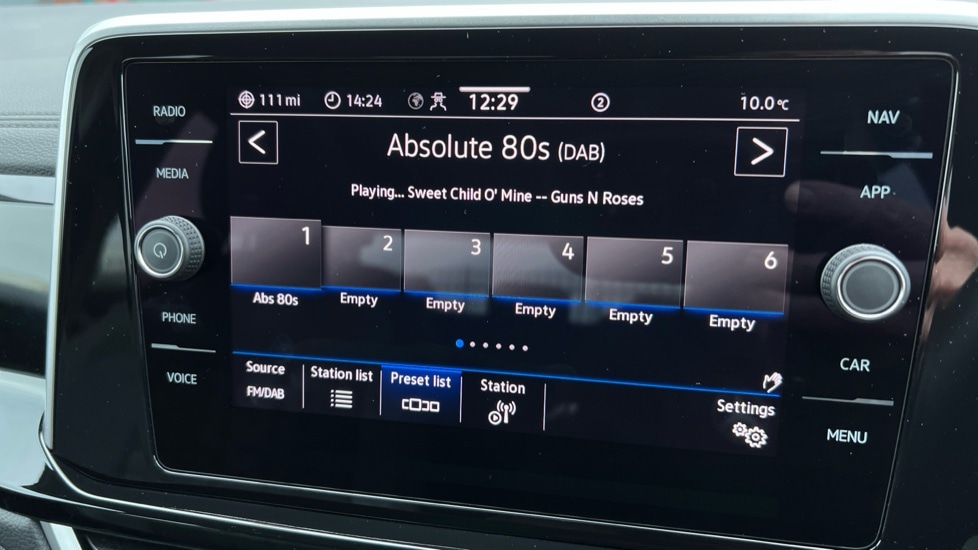 RADIO
MEDIA
PHONE
VOICE
111 mi 14:24 12:29 2 10.0 °C
< Absolute 80s (DAB) >
Playing... Sweet Child O' Mine -- Guns N Roses
1 2 3 4 5 6
Abs 80s Empty Empty Empty Empty Empty
Source Station list Preset list Station Settings
FM/DAB
NAV
APP
CAR
MENU